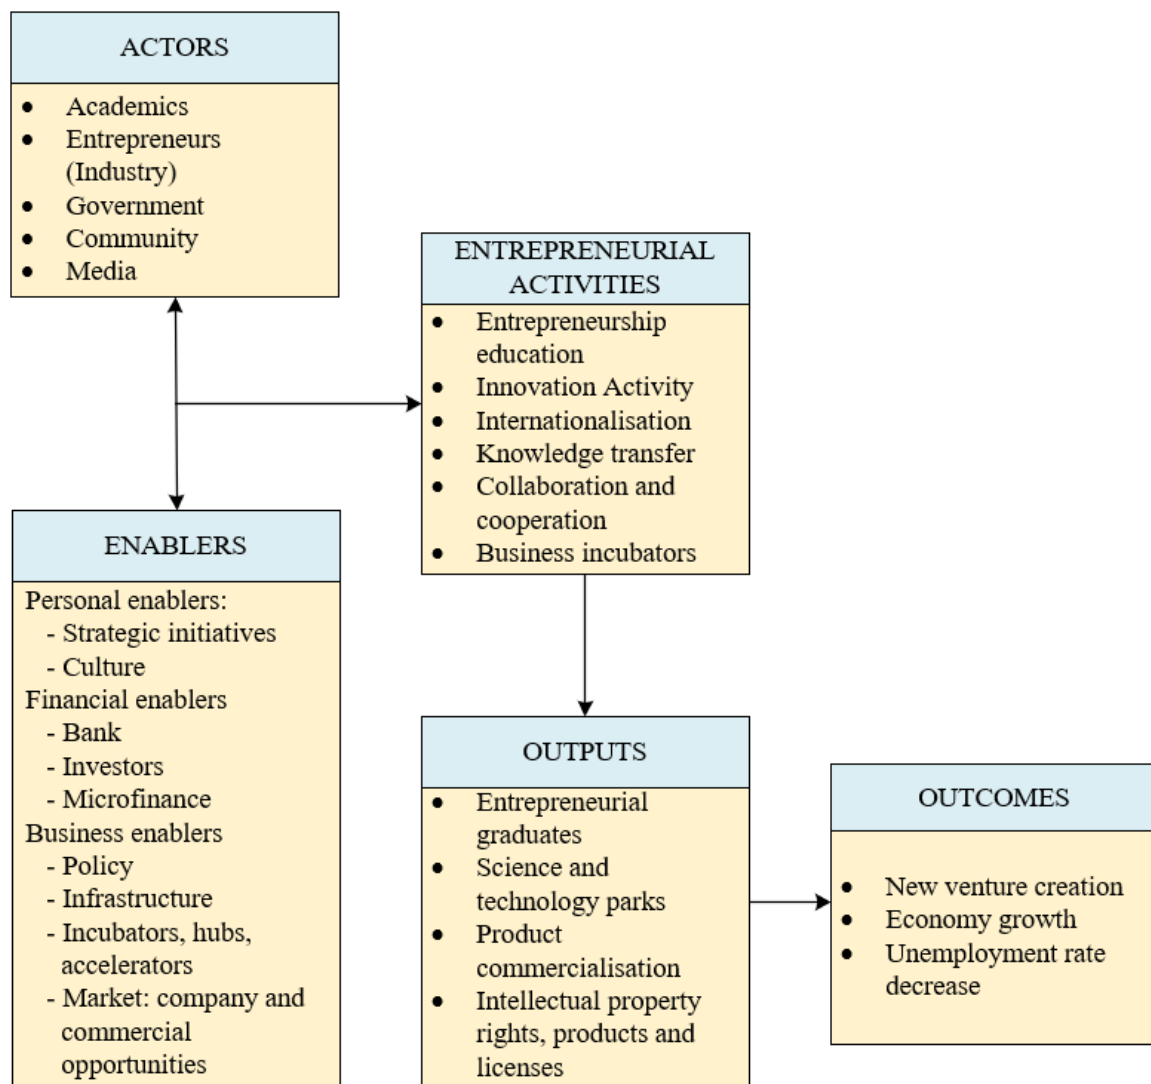 ACTORS
• Academics
• Entrepreneurs
(Industry)
• Government
• Community
• Media
ENTREPRENEURIAL
ACTIVITIES
• Entrepreneurship
education
• Innovation Activity
• Internationalisation
• Knowledge transfer
• Collaboration and
cooperation
• Business incubators
ENABLERS
Personal enablers:
- Strategic initiatives
- Culture
Financial enablers
- Bank
- Investors
- Microfinance
Business enablers
- Policy
- Infrastructure
- Incubators, hubs,
accelerators
- Market: company and
commercial
opportunities
OUTPUTS
• Entrepreneurial
graduates
• Science and
technology parks
• Product
commercialisation
• Intellectual property
rights, products and
licenses
OUTCOMES
• New venture creation
• Economy growth
• Unemployment rate
decrease